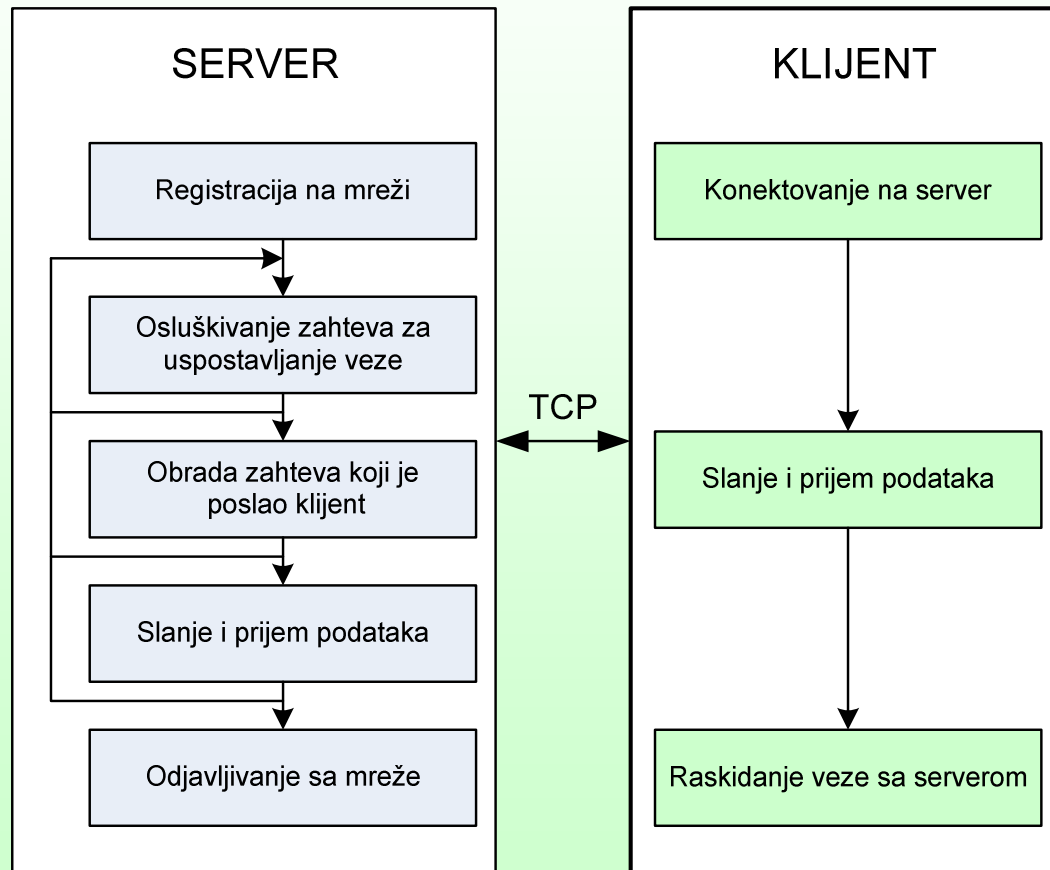 SERVER
Registracija na mreži
Osluškivanje zahteva za
uspostavljanje veze
Obrada zahteva koji je
poslao klijent
Slanje i prijem podataka
Odjavljivanje sa mreže
TCP
KLIJENT
Konektovanje na server
Slanje i prijem podataka
Raskidanje veze sa serverom